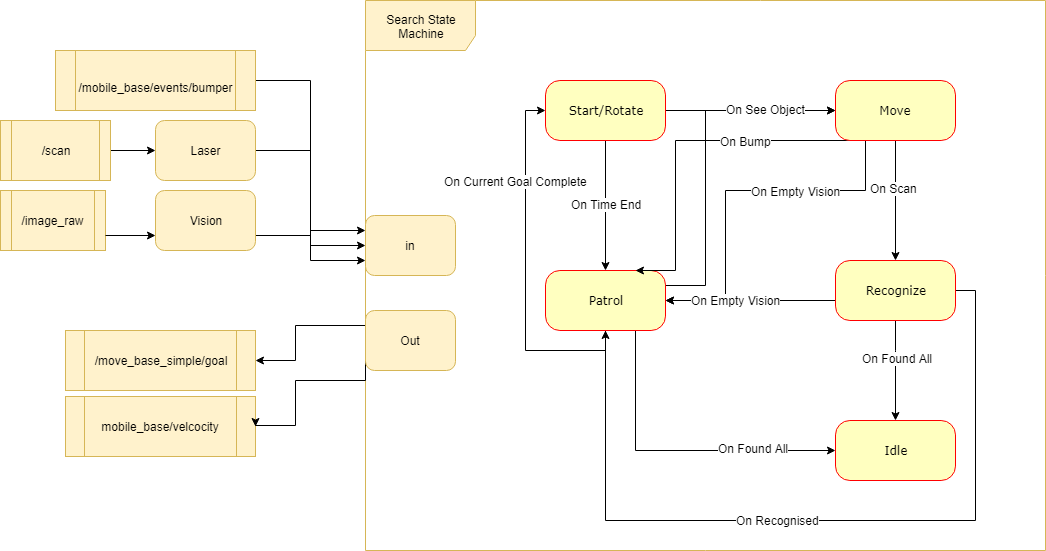 Search State
Machine
/mobile_base/events/bumper
/scan
Laser
/image_raw
Vision
in
Out
/move_base_simple/goal
mobile_base/velcocity
Start/Rotate
On See Object
Move
On Bump
On Current Goal Complete
On Empty Vision
On Scan
On Time End
Patrol
On Empty Vision
Recognize
On Found All
On Found All
Idle
On Recognised